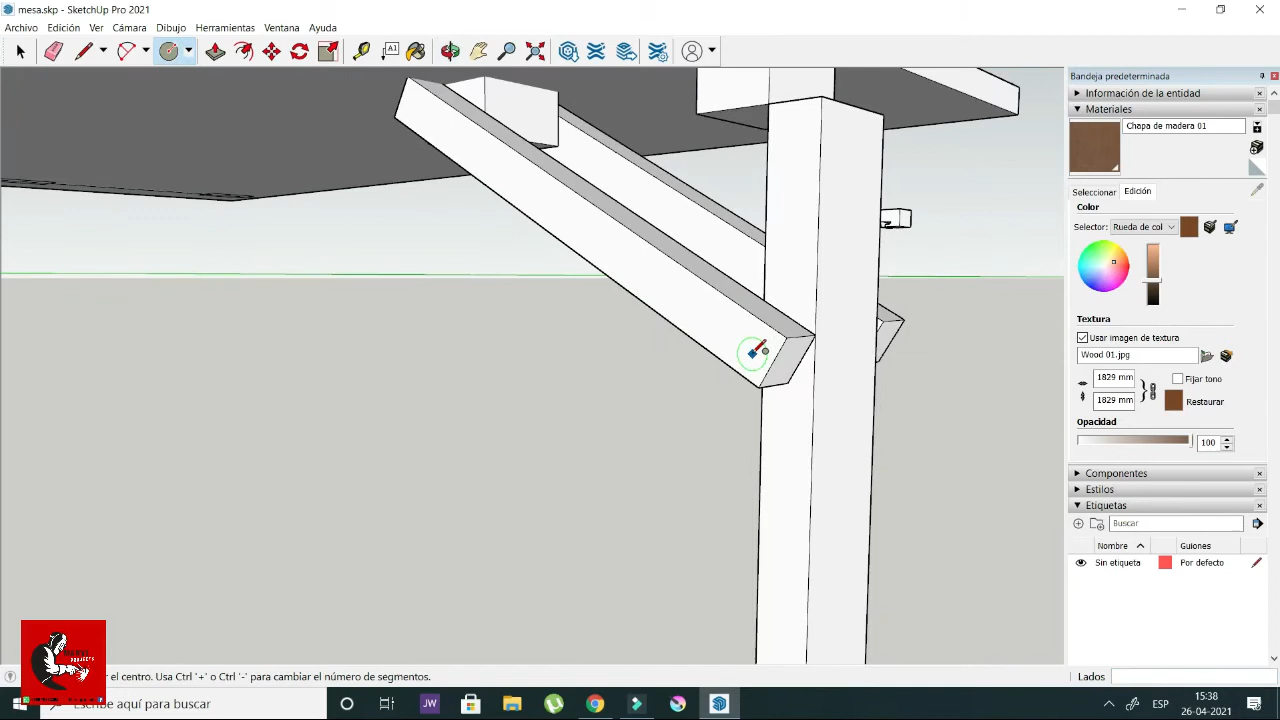 mesa.skp - SketchUp Pro 2021
Archivo Edición Ver Cámara Dibujo Herramientas Ventana Ayuda
Bandeja predeterminada
Información de la entidad
Materiales
Chapa de madera 01
Seleccionar Edición
Color
Selector: Rueda de col
Textura
Usar imagen de textura
Wood 01.jpg
1829 mm Fijar tono
1829 mm Restaurar
Opacidad
100
Componentes
Estilos
Etiquetas
Buscar
Nombre Guiones
Sin etiqueta Por defecto
r el centro. Usa Ctrl '+' o Ctrl '-' para cambiar el número de segmentos.
Lados
Escribe aquí para buscar
JW
ESP
15:38
26-04-2021